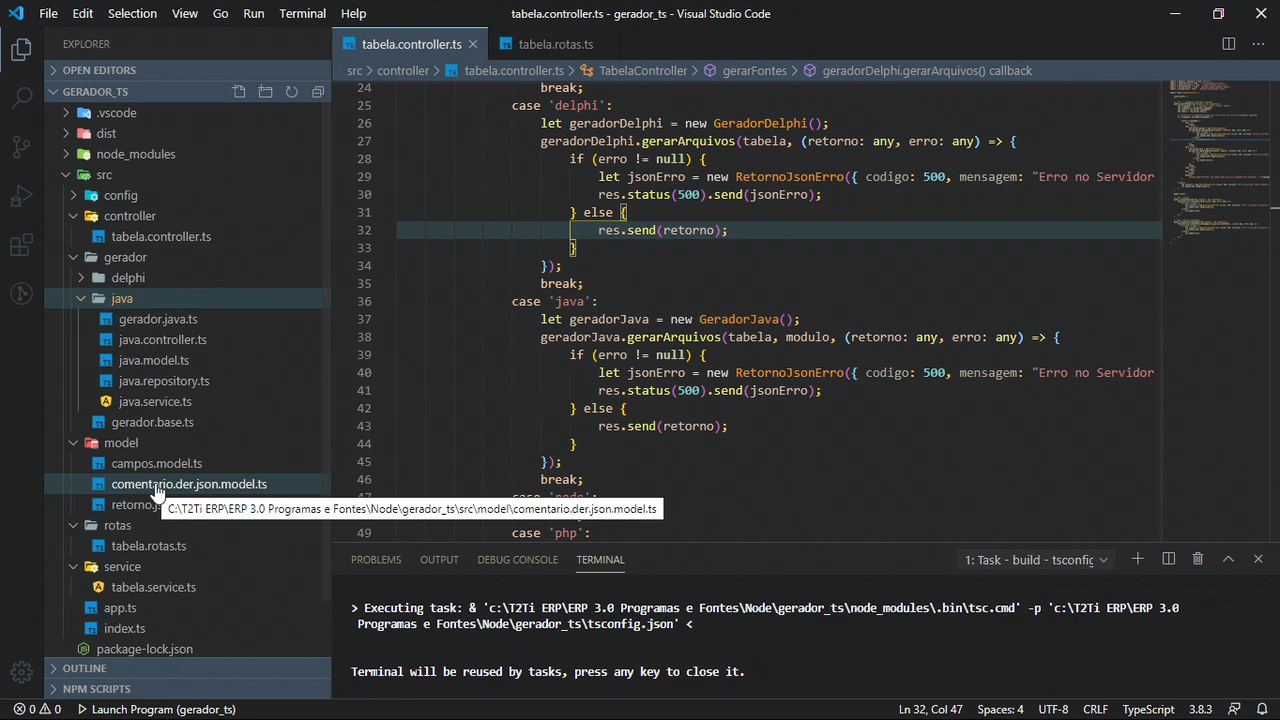 File Edit Selection View Go Run Terminal Help tabela.controller.ts - gerador_ts - Visual Studio Code
EXPLORER
OPEN EDITORS
GERADOR_TS
.vscode
dist
node_modules
src
config
controller
tabela.controller.ts
gerador
delphi
java
gerador.java.ts
java.controller.ts
java.model.ts
java.repository.ts
java.service.ts
gerador.base.ts
model
campos.model.ts
comentario.der.json.model.ts
retorno.j
C:\T2Ti ERP\ERP 3.0 Programas e Fontes\Node\gerador_ts\src\model\comentario.der.json.model.ts
rotas
tabela.rotas.ts
service
tabela.service.ts
app.ts
index.ts
package-lock.json
OUTLINE
NPM SCRIPTS
tabela.controller.ts tabela.rotas.ts
src > controller > tabela.controller.ts > TabelaController > gerarFontes > geradorDelphi.gerarArquivos() callback
24 break;
25 case 'delphi':
26 let geradorDelphi = new GeradorDelphi();
27 geradorDelphi.gerarArquivos(tabela, (retorno: any, erro: any) => {
28 if (erro != null) {
29 let jsonErro = new RetornoJsonErro({ codigo: 500, mensagem: "Erro no Servidor
30 res.status(500).send(jsonErro);
31 } else {
32 res.send(retorno);
33 }
34 });
35 break;
36 case 'java':
37 let geradorJava = new GeradorJava();
38 geradorJava.gerarArquivos(tabela, modulo, (retorno: any, erro: any) => {
39 if (erro != null) {
40 let jsonErro = new RetornoJsonErro({ codigo: 500, mensagem: "Erro no Servidor
41 res.status(500).send(jsonErro);
42 } else {
43 res.send(retorno);
44 }
45 });
46 break;
47 case 'node':
49 case 'php':
PROBLEMS OUTPUT DEBUG CONSOLE TERMINAL 1: Task - build - tsconfig
> Executing task: & 'c:\T2Ti ERP\ERP 3.0 Programas e Fontes\Node\gerador_ts\node_modules\.bin\tsc.cmd' -p 'c:\T2Ti ERP\ERP 3.0
Programas e Fontes\Node\gerador_ts\tsconfig.json' <
Terminal will be reused by tasks, press any key to close it.
0 0 Launch Program (gerador_ts) Ln 32, Col 47 Spaces: 4 UTF-8 CRLF TypeScript 3.8.3